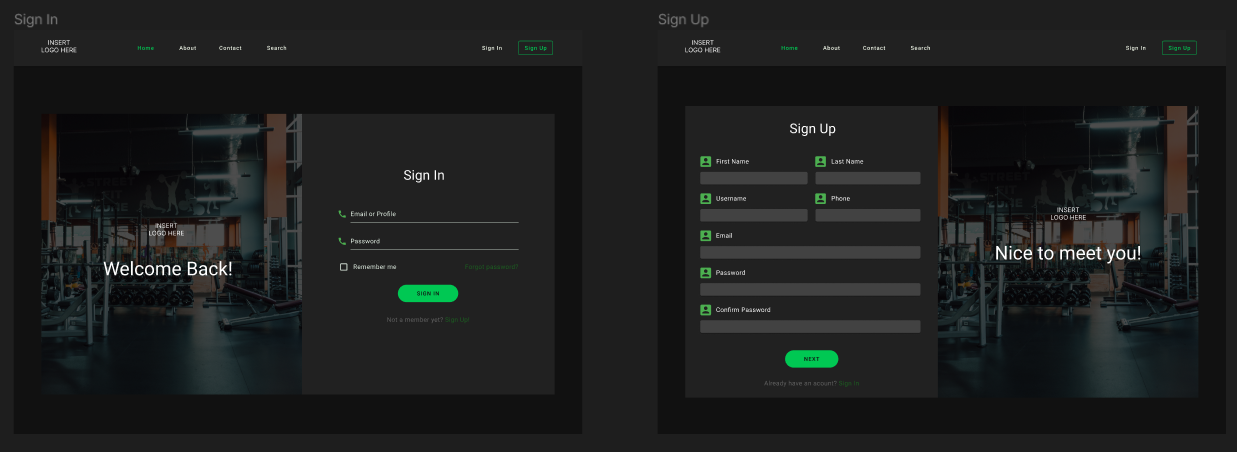 Sign In
INSERT
LOGO HERE
Home
About
Contact
Search
Sign In
Sign Up
INSERT
LOGO HERE
Welcome Back!
Sign In
Email or Profile
Password
Remember me
Forgot password?
SIGN IN
Not a member yet? Sign Up!
Sign Up
INSERT
LOGO HERE
Home
About
Contact
Search
Sign In
Sign Up
Sign Up
First Name
Last Name
Username
Phone
Email
Password
Confirm Password
NEXT
Already have an acount? Sign In
INSERT
LOGO HERE
Nice to meet you!